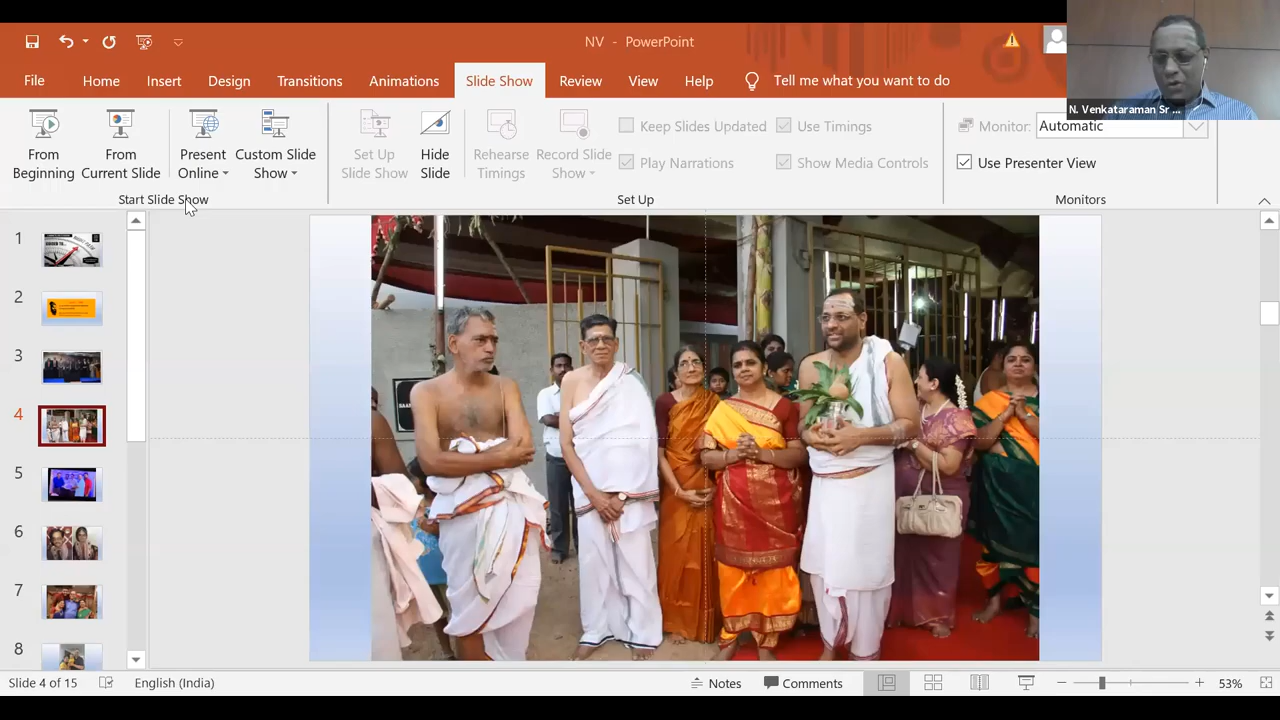 NV - PowerPoint
N. Venkataraman Sr ...
File Home Insert Design Transitions Animations Slide Show Review View Help Tell me what you want to do
From Beginning
From Current Slide
Present Online
Custom Slide Show
Set Up Slide Show
Hide Slide
Rehearse Timings
Record Slide Show
Keep Slides Updated
Play Narrations
Use Timings
Show Media Controls
Monitor: Automatic
Use Presenter View
Start Slide Show
Set Up
Monitors
1
2
3
4
5
6
7
8
Slide 4 of 15 English (India) Notes Comments 53%